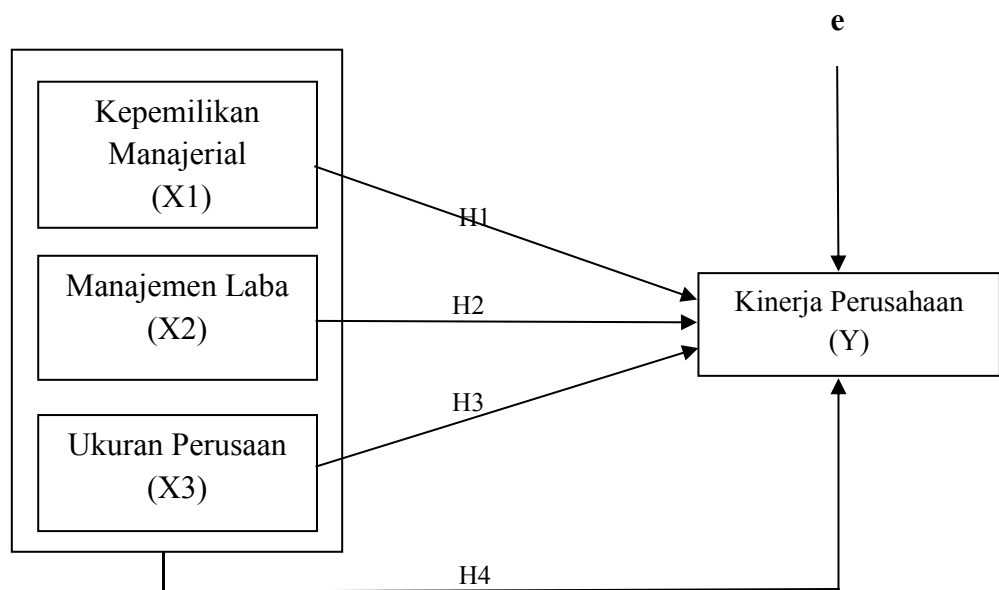 e
Kepemilikan
Manajerial
(X1)
H1
Manajemen Laba
(X2)
H2
Kinerja Perusahaan
(Y)
H3
Ukuran Perusaan
(X3)
H4